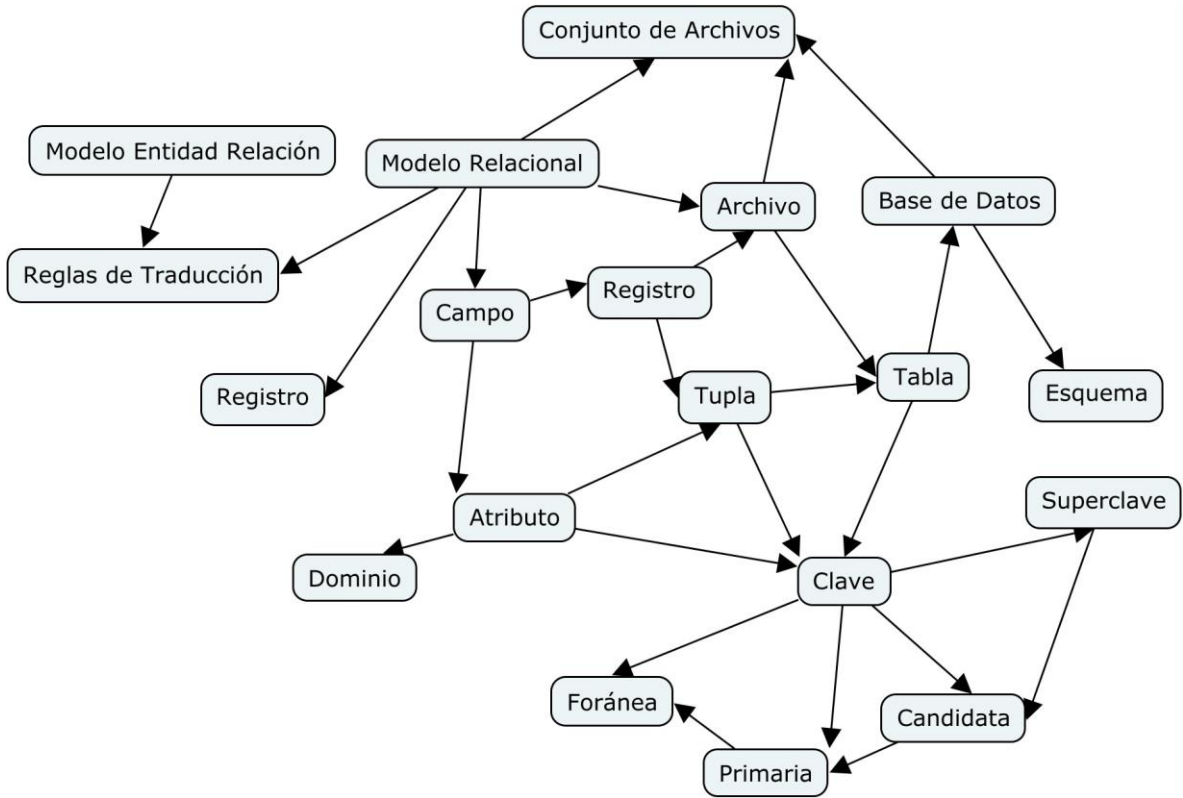 Conjunto de Archivos
Modelo Entidad Relación
Modelo Relacional
Archivo
Base de Datos
Reglas de Traducción
Campo
Registro
Registro
Tupla
Tabla
Esquema
Atributo
Superclave
Dominio
Clave
Foránea
Candidata
Primaria